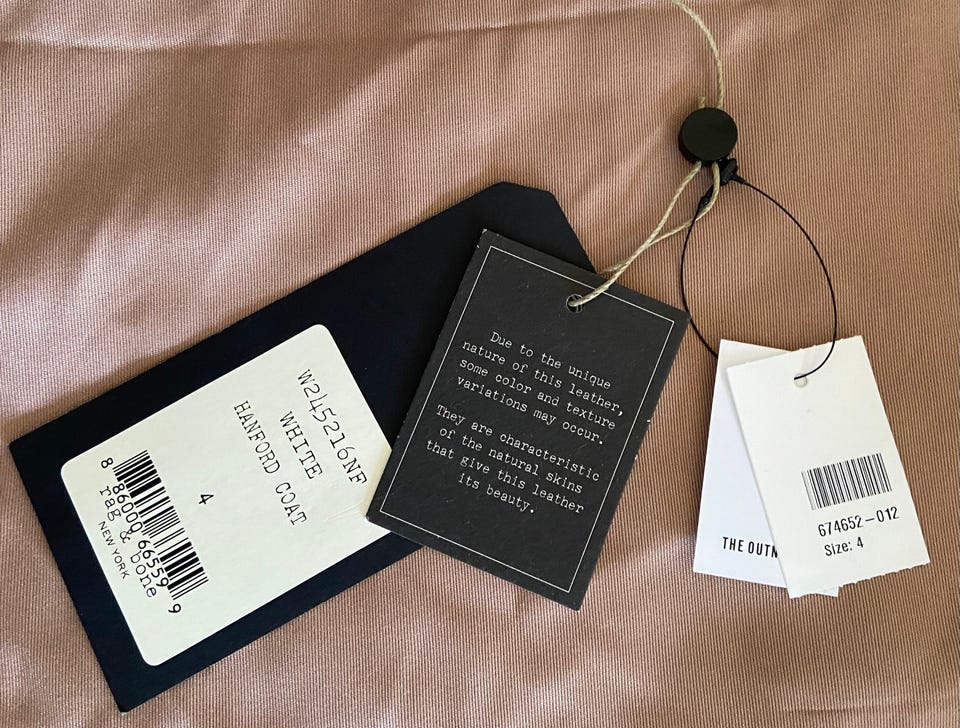 W245216NF
WHITE
HANFORD COAT
4
8 86000 66559 9
rag & bone
NEW YORK
Due to the unique
nature of this leather,
some color and texture
variations may occur.
They are characteristic
of the natural skins
that give this leather
its beauty.
THE OUTN
674652-012
Size: 4